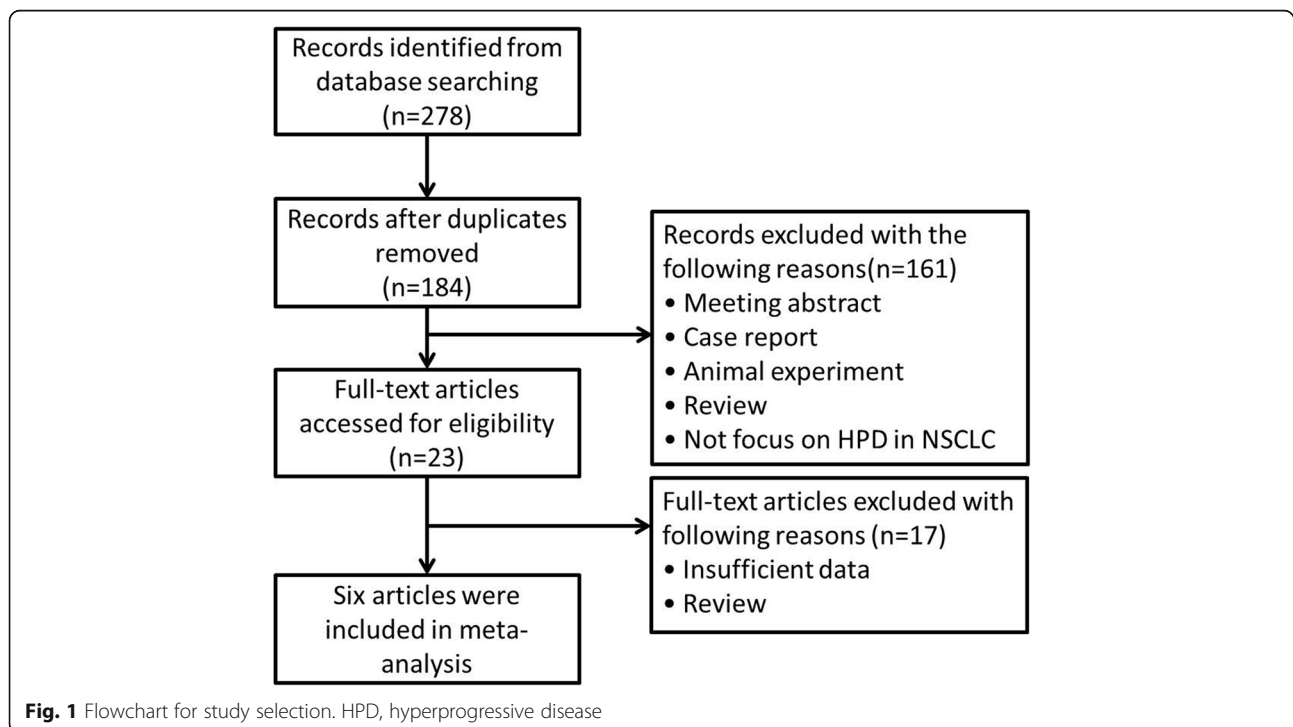 Records identified from
database searching
(n=278)
Records after duplicates
removed
(n=184)
Records excluded with the
following reasons(n=161)
• Meeting abstract
• Case report
• Animal experiment
• Review
• Not focus on HPD in NSCLC
Full-text articles
accessed for eligibility
(n=23)
Full-text articles excluded with
following reasons (n=17)
• Insufficient data
• Review
Six articles were
included in meta-
analysis
Fig. 1 Flowchart for study selection. HPD, hyperprogressive disease